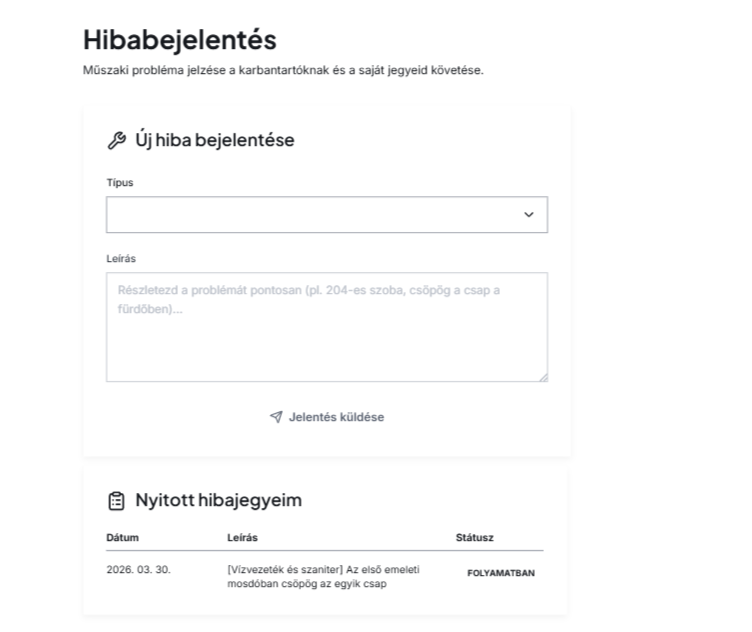 Hibabejelentés
Műszaki probléma jelzése a karbantartóknak és a saját jegyeid követése.
Új hiba bejelentése
Típus
Leírás
Részletezd a problémát pontosan (pl. 204-es szoba, csöpög a csap a
fürdőben)...
Jelentés küldése
Nyitott hibajegyeim
Dátum Leírás Státusz
2026. 03. 30. [Vízvezeték és szaniter] Az első emeleti
mosdóban csöpög az egyik csap
FOLYAMATBAN